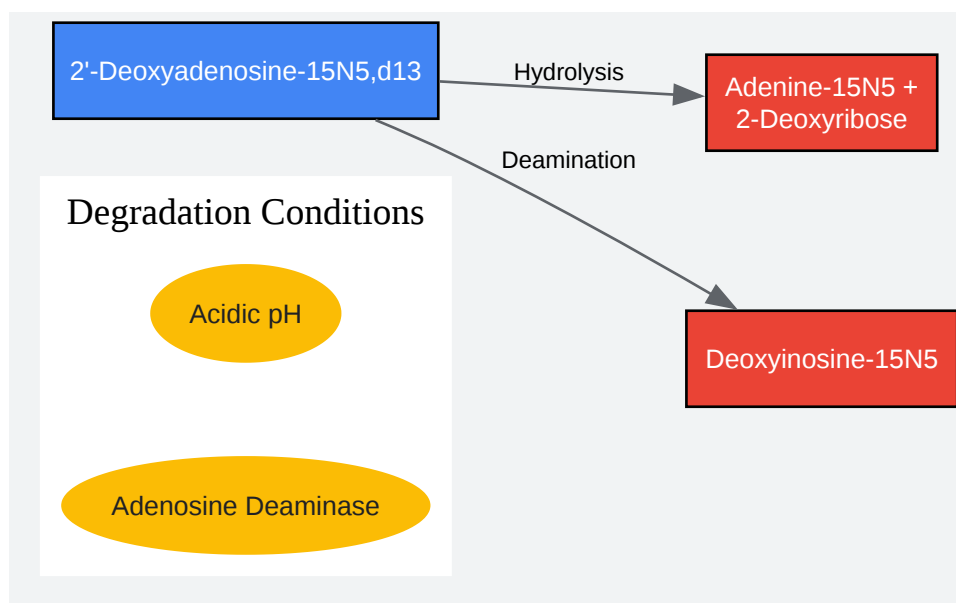 2'-Deoxyadenosine-15N5,d13
Hydrolysis
Adenine-15N5 +
2-Deoxyribose
Deamination
Degradation Conditions
Acidic pH
Deoxyinosine-15N5
Adenosine Deaminase